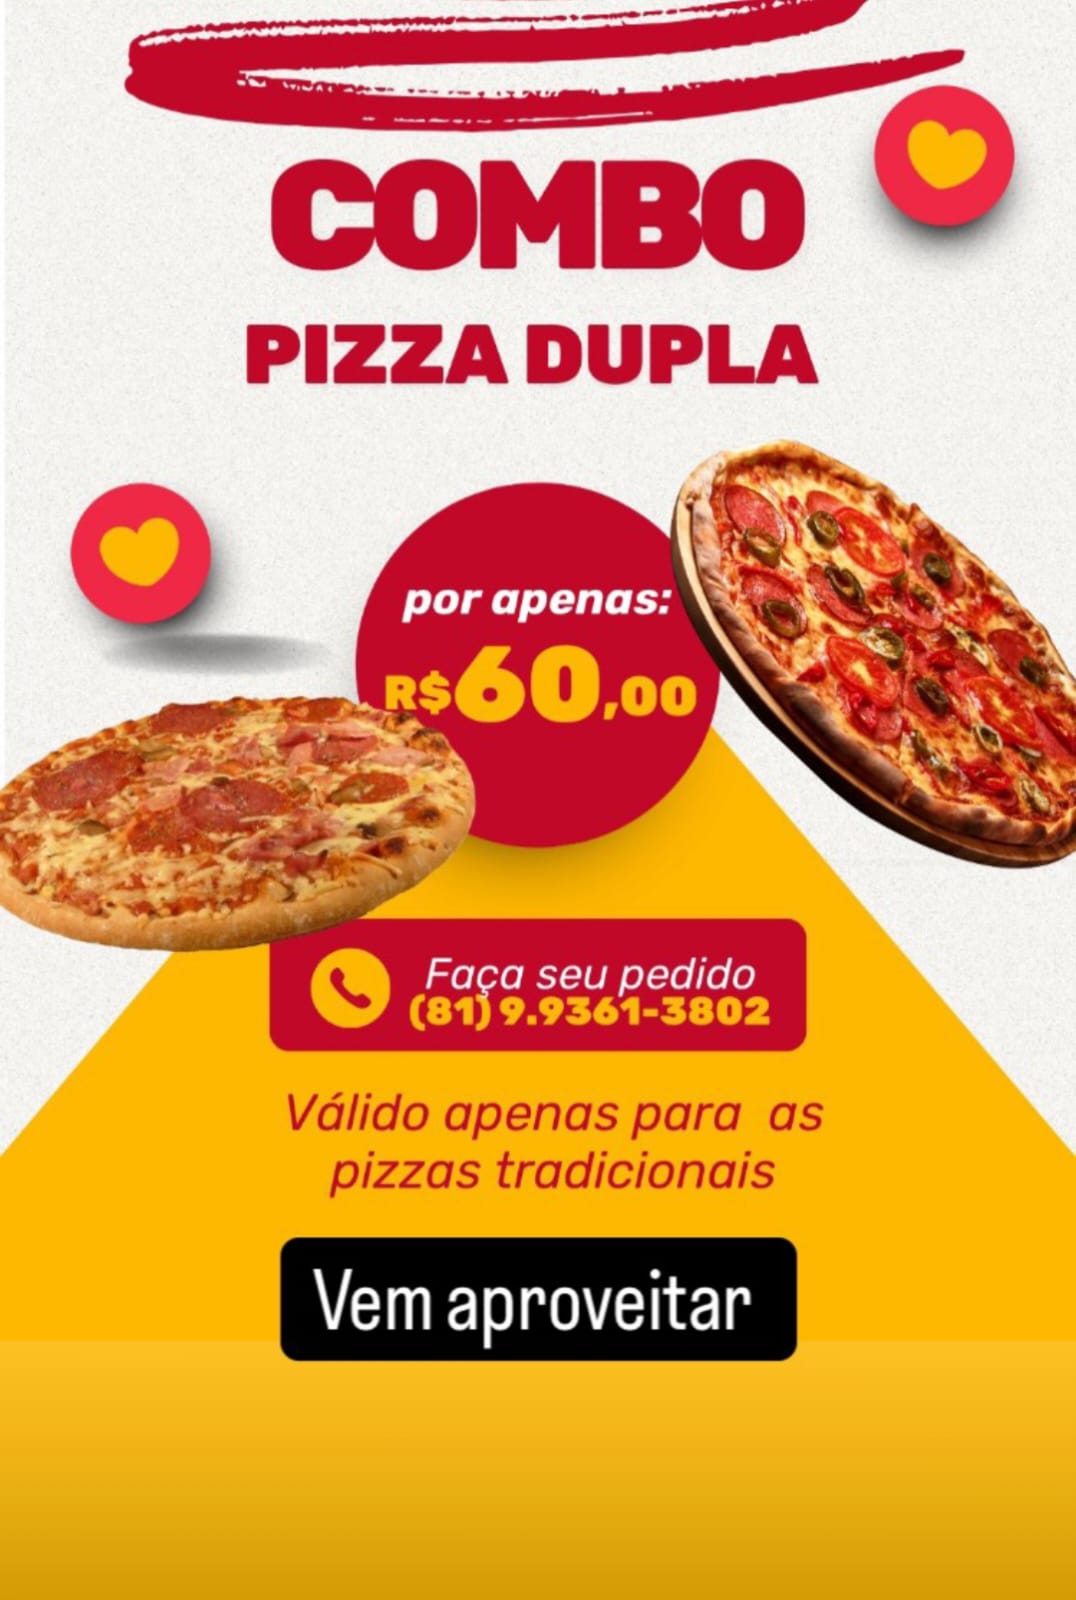 COMBO
PIZZA DUPLA
por apenas:
R$60,00
Faça seu pedido
(81) 9.9361-3802
Válido apenas para as
pizzas tradicionais
Vem aproveitar